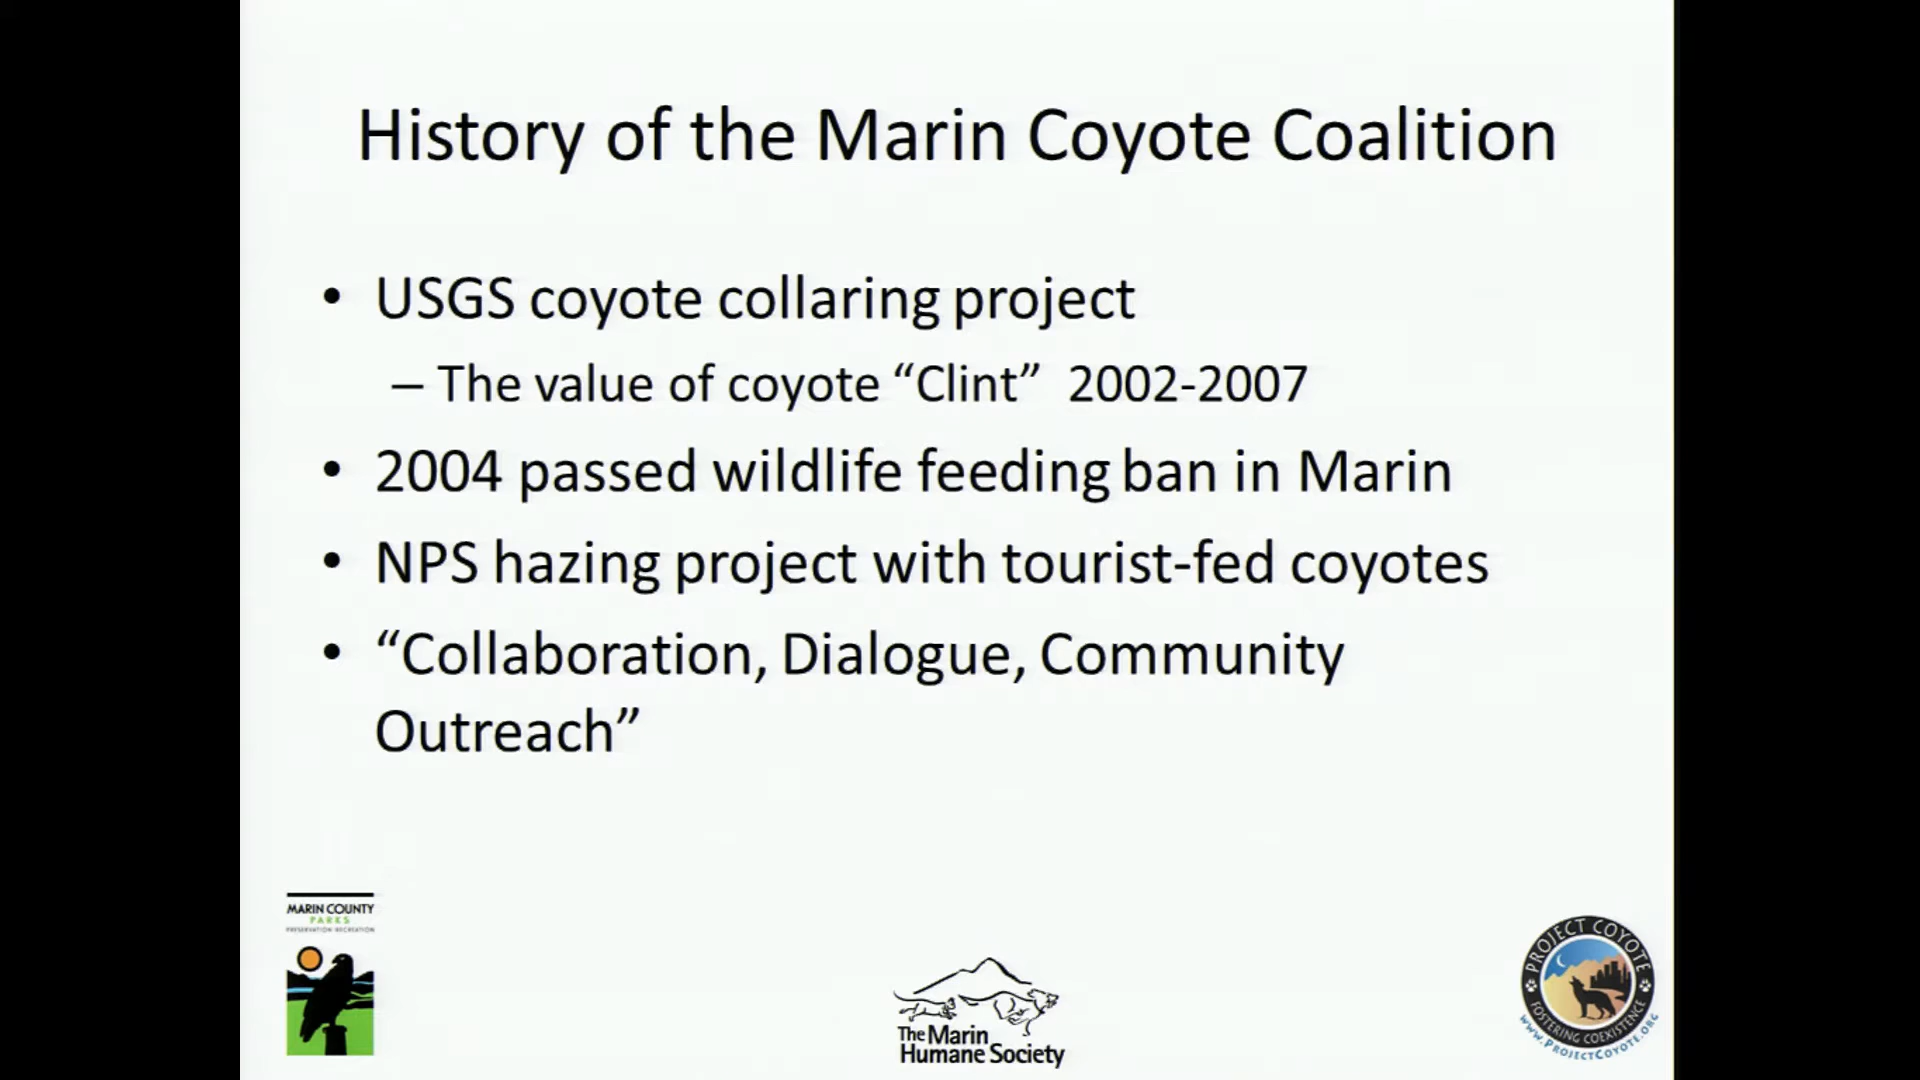 History of the Marin Coyote Coalition
• USGS coyote collaring project
– The value of coyote “Clint” 2002-2007
• 2004 passed wildlife feeding ban in Marin
• NPS hazing project with tourist-fed coyotes
• “Collaboration, Dialogue, Community
Outreach”
MARIN COUNTY
PARKS
PRESERVATION RECREATION
The Marin
Humane Society
PROJECT COYOTE
FOSTERING COEXISTENCE
WWW.PROJECTCOYOTE.ORG